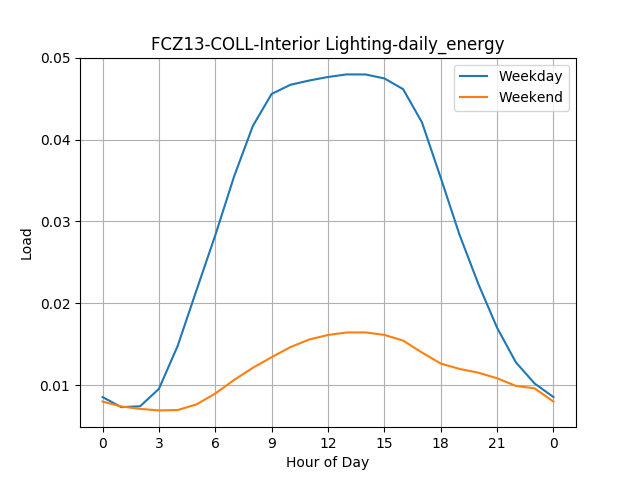 FCZ13-COLL-Interior Lighting-daily_energy
Weekday
Weekend
0.05
0.04
0.03
0.02
0.01
Load
0 3 6 9 12 15 18 21 0
Hour of Day